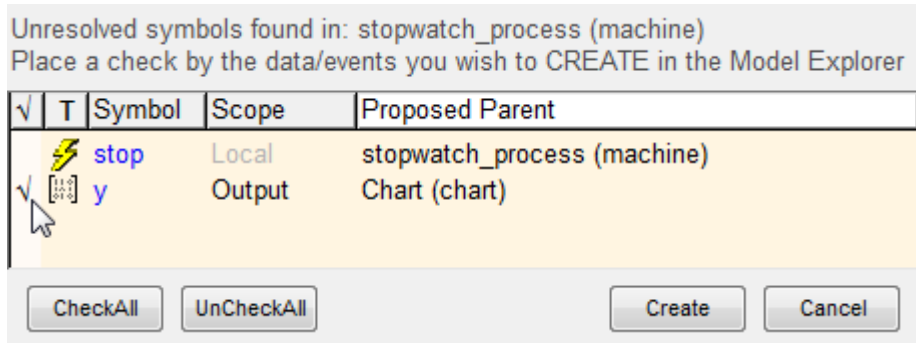 Unresolved symbols found in: stopwatch_process (machine)
Place a check by the data/events you wish to CREATE in the Model Explorer
√ T Symbol Scope Proposed Parent
stop Local stopwatch_process (machine)
√ y Output Chart (chart)
CheckAll UnCheckAll Create Cancel